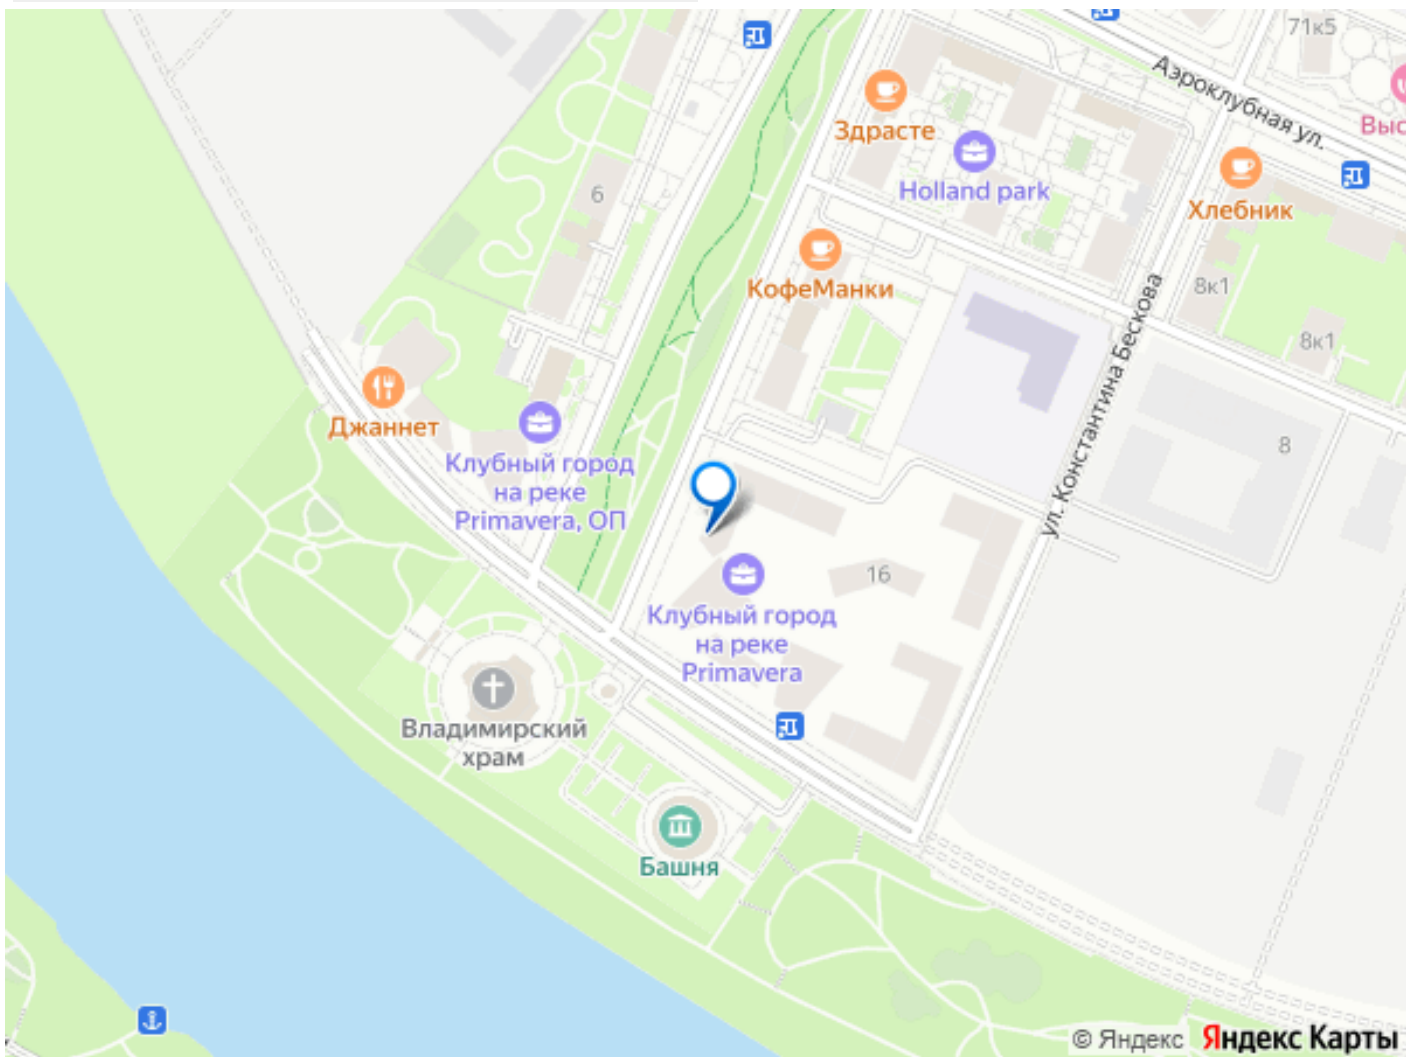 71к5
Аэроклубная ул.
Здрасте
Holland park
6
Хлебник
КофеМанки
8к1
8к1
ул. Константина Бескова
Джаннет
8
Клубный город
на реке
Primavera, ОП
16
Клубный город
на реке
Primavera
Владимирский
храм
Башня
© Яндекс Яндекс Карты